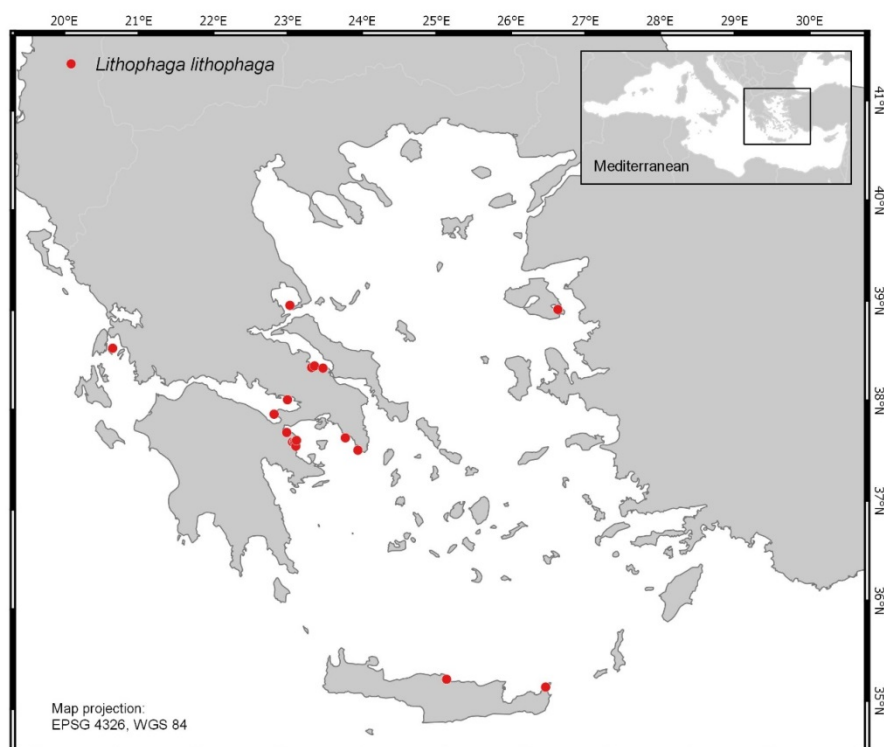 20°E 21°E 22°E 23°E 24°E 25°E 26°E 27°E 28°E 29°E 30°E
Lithophaga lithophaga
Mediterranean
41°N
40°N
39°N
38°N
37°N
36°N
35°N
Map projection:
EPSG 4326, WGS 84